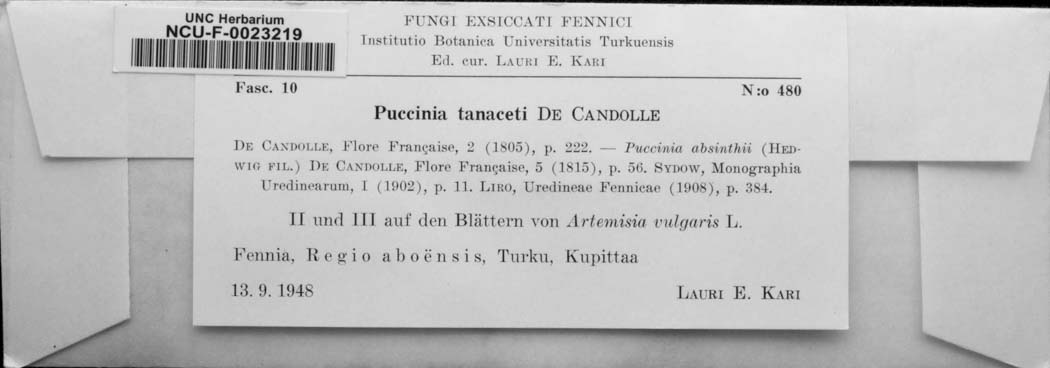 UNC Herbarium
NCU-F-0023219
FUNGI EXSICCATI FENNICI
Institutio Botanica Universitatis Turkuensis
Ed. cur. LAURI E. KARI
Fasc. 10 N:o 480
Puccinia tanaceti DE CANDOLLE
DE CANDOLLE, Flore Française, 2 (1805), p. 222. — Puccinia absinthii (HED-
WIG FIL.) DE CANDOLLE, Flore Française, 5 (1815), p. 56. SYDOW, Monographia
Uredinearum, I (1902), p. 11. LIRO, Uredineae Fennicae (1908), p. 384.
II und III auf den Blättern von Artemisia vulgaris L.
Fennia, Regio aboënsis, Turku, Kupittaa
13. 9. 1948 LAURI E. KARI